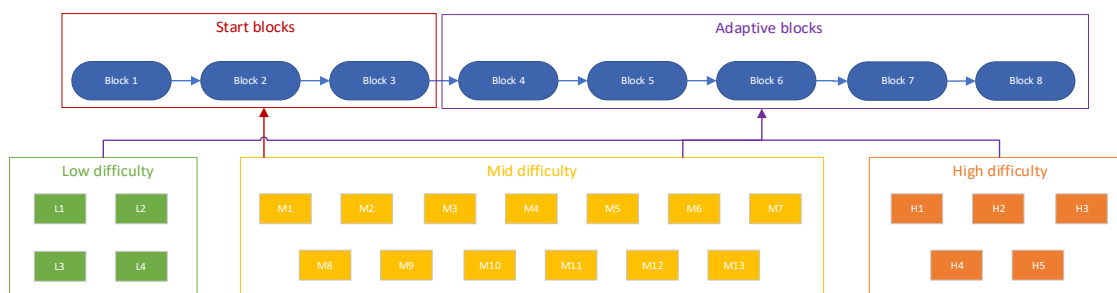 Start blocks
Adaptive blocks
Block 1
Block 2
Block 3
Block 4
Block 5
Block 6
Block 7
Block 8
Low difficulty
Mid difficulty
High difficulty
L1
L2
M1
M2
M3
M4
M5
M6
M7
H1
H2
H3
L3
L4
M8
M9
M10
M11
M12
M13
H4
H5